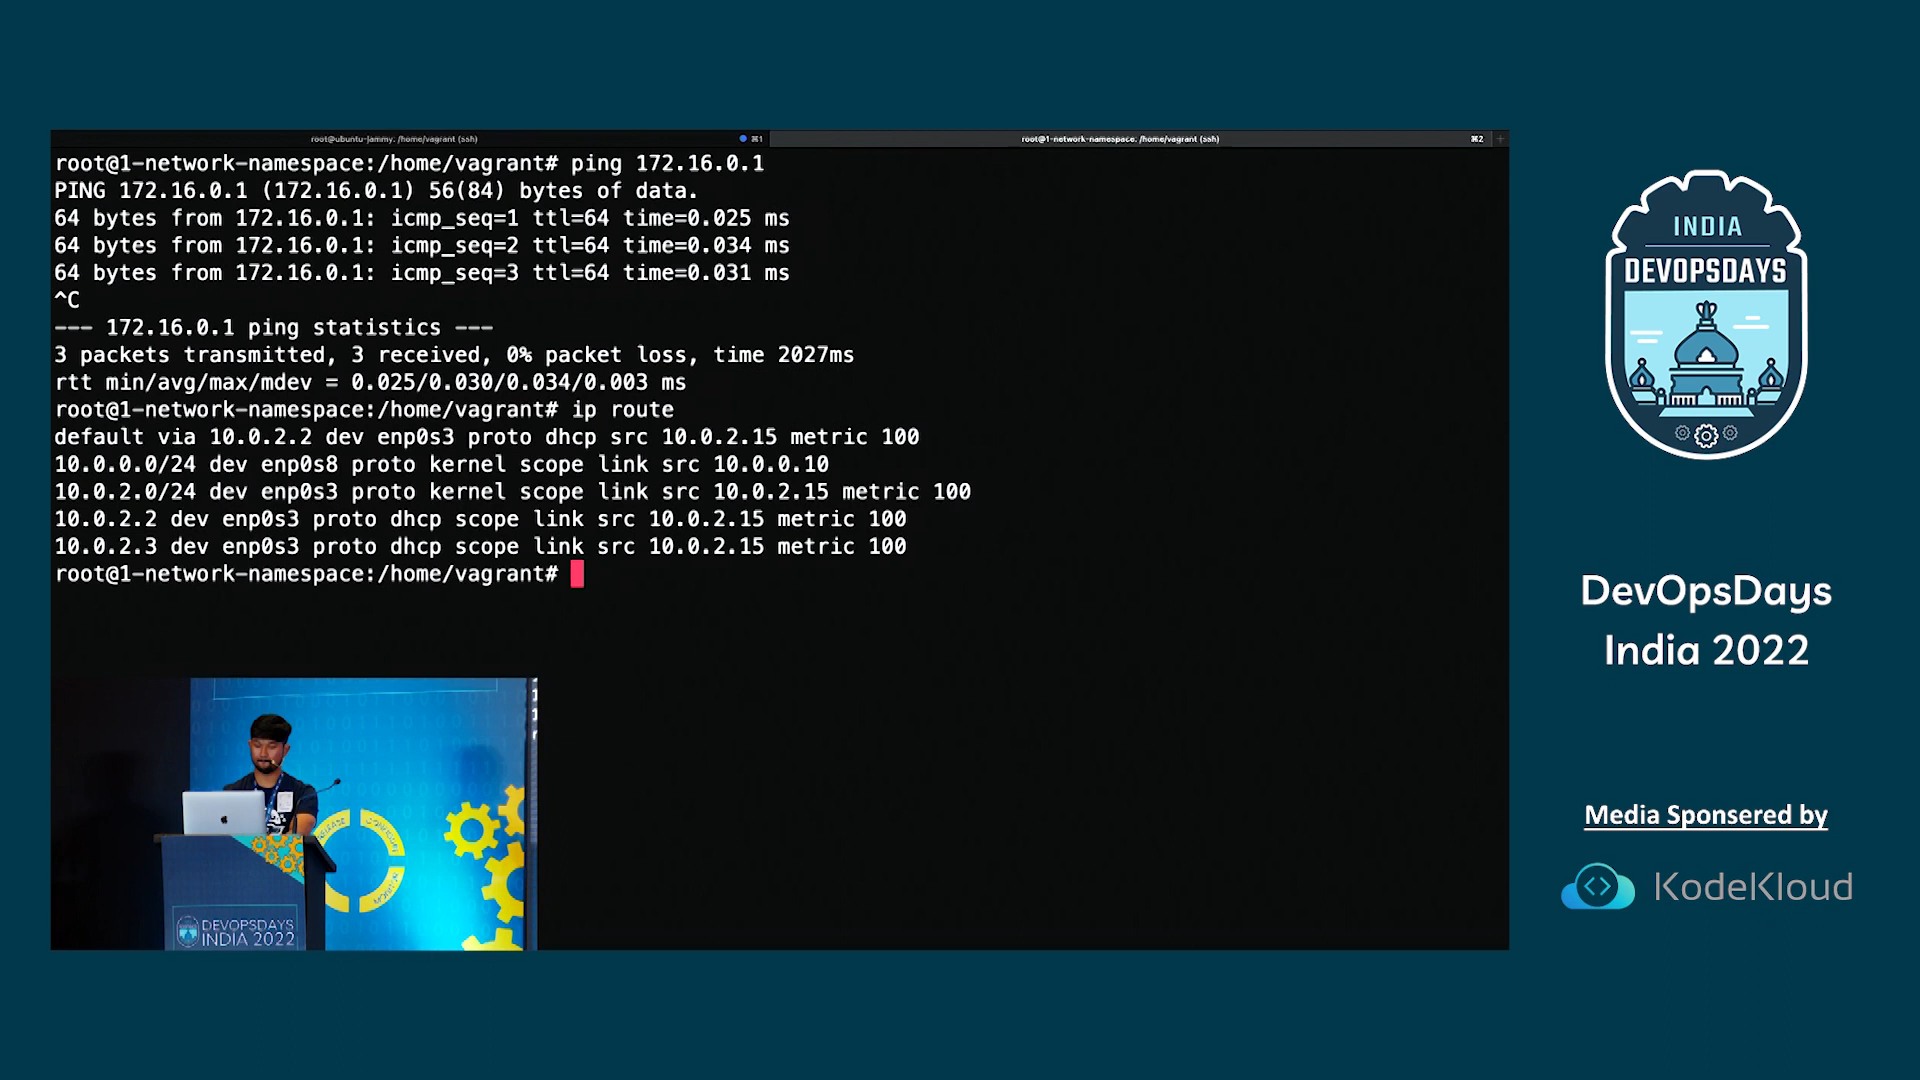 root@ubuntu-jammy: /home/vagrant (ssh)
⌘1
root@1-network-namespace: /home/vagrant (ssh)
⌘2
root@1-network-namespace:/home/vagrant# ping 172.16.0.1
PING 172.16.0.1 (172.16.0.1) 56(84) bytes of data.
64 bytes from 172.16.0.1: icmp_seq=1 ttl=64 time=0.025 ms
64 bytes from 172.16.0.1: icmp_seq=2 ttl=64 time=0.034 ms
64 bytes from 172.16.0.1: icmp_seq=3 ttl=64 time=0.031 ms
^C
--- 172.16.0.1 ping statistics ---
3 packets transmitted, 3 received, 0% packet loss, time 2027ms
rtt min/avg/max/mdev = 0.025/0.030/0.034/0.003 ms
root@1-network-namespace:/home/vagrant# ip route
default via 10.0.2.2 dev enp0s3 proto dhcp src 10.0.2.15 metric 100
10.0.0.0/24 dev enp0s8 proto kernel scope link src 10.0.0.10
10.0.2.0/24 dev enp0s3 proto kernel scope link src 10.0.2.15 metric 100
10.0.2.2 dev enp0s3 proto dhcp scope link src 10.0.2.15 metric 100
10.0.2.3 dev enp0s3 proto dhcp scope link src 10.0.2.15 metric 100
root@1-network-namespace:/home/vagrant#
DEVOPSDAYS
INDIA 2022
INDIA
DEVOPSDAYS
DevOpsDays
India 2022
Media Sponsered by
KodeKloud